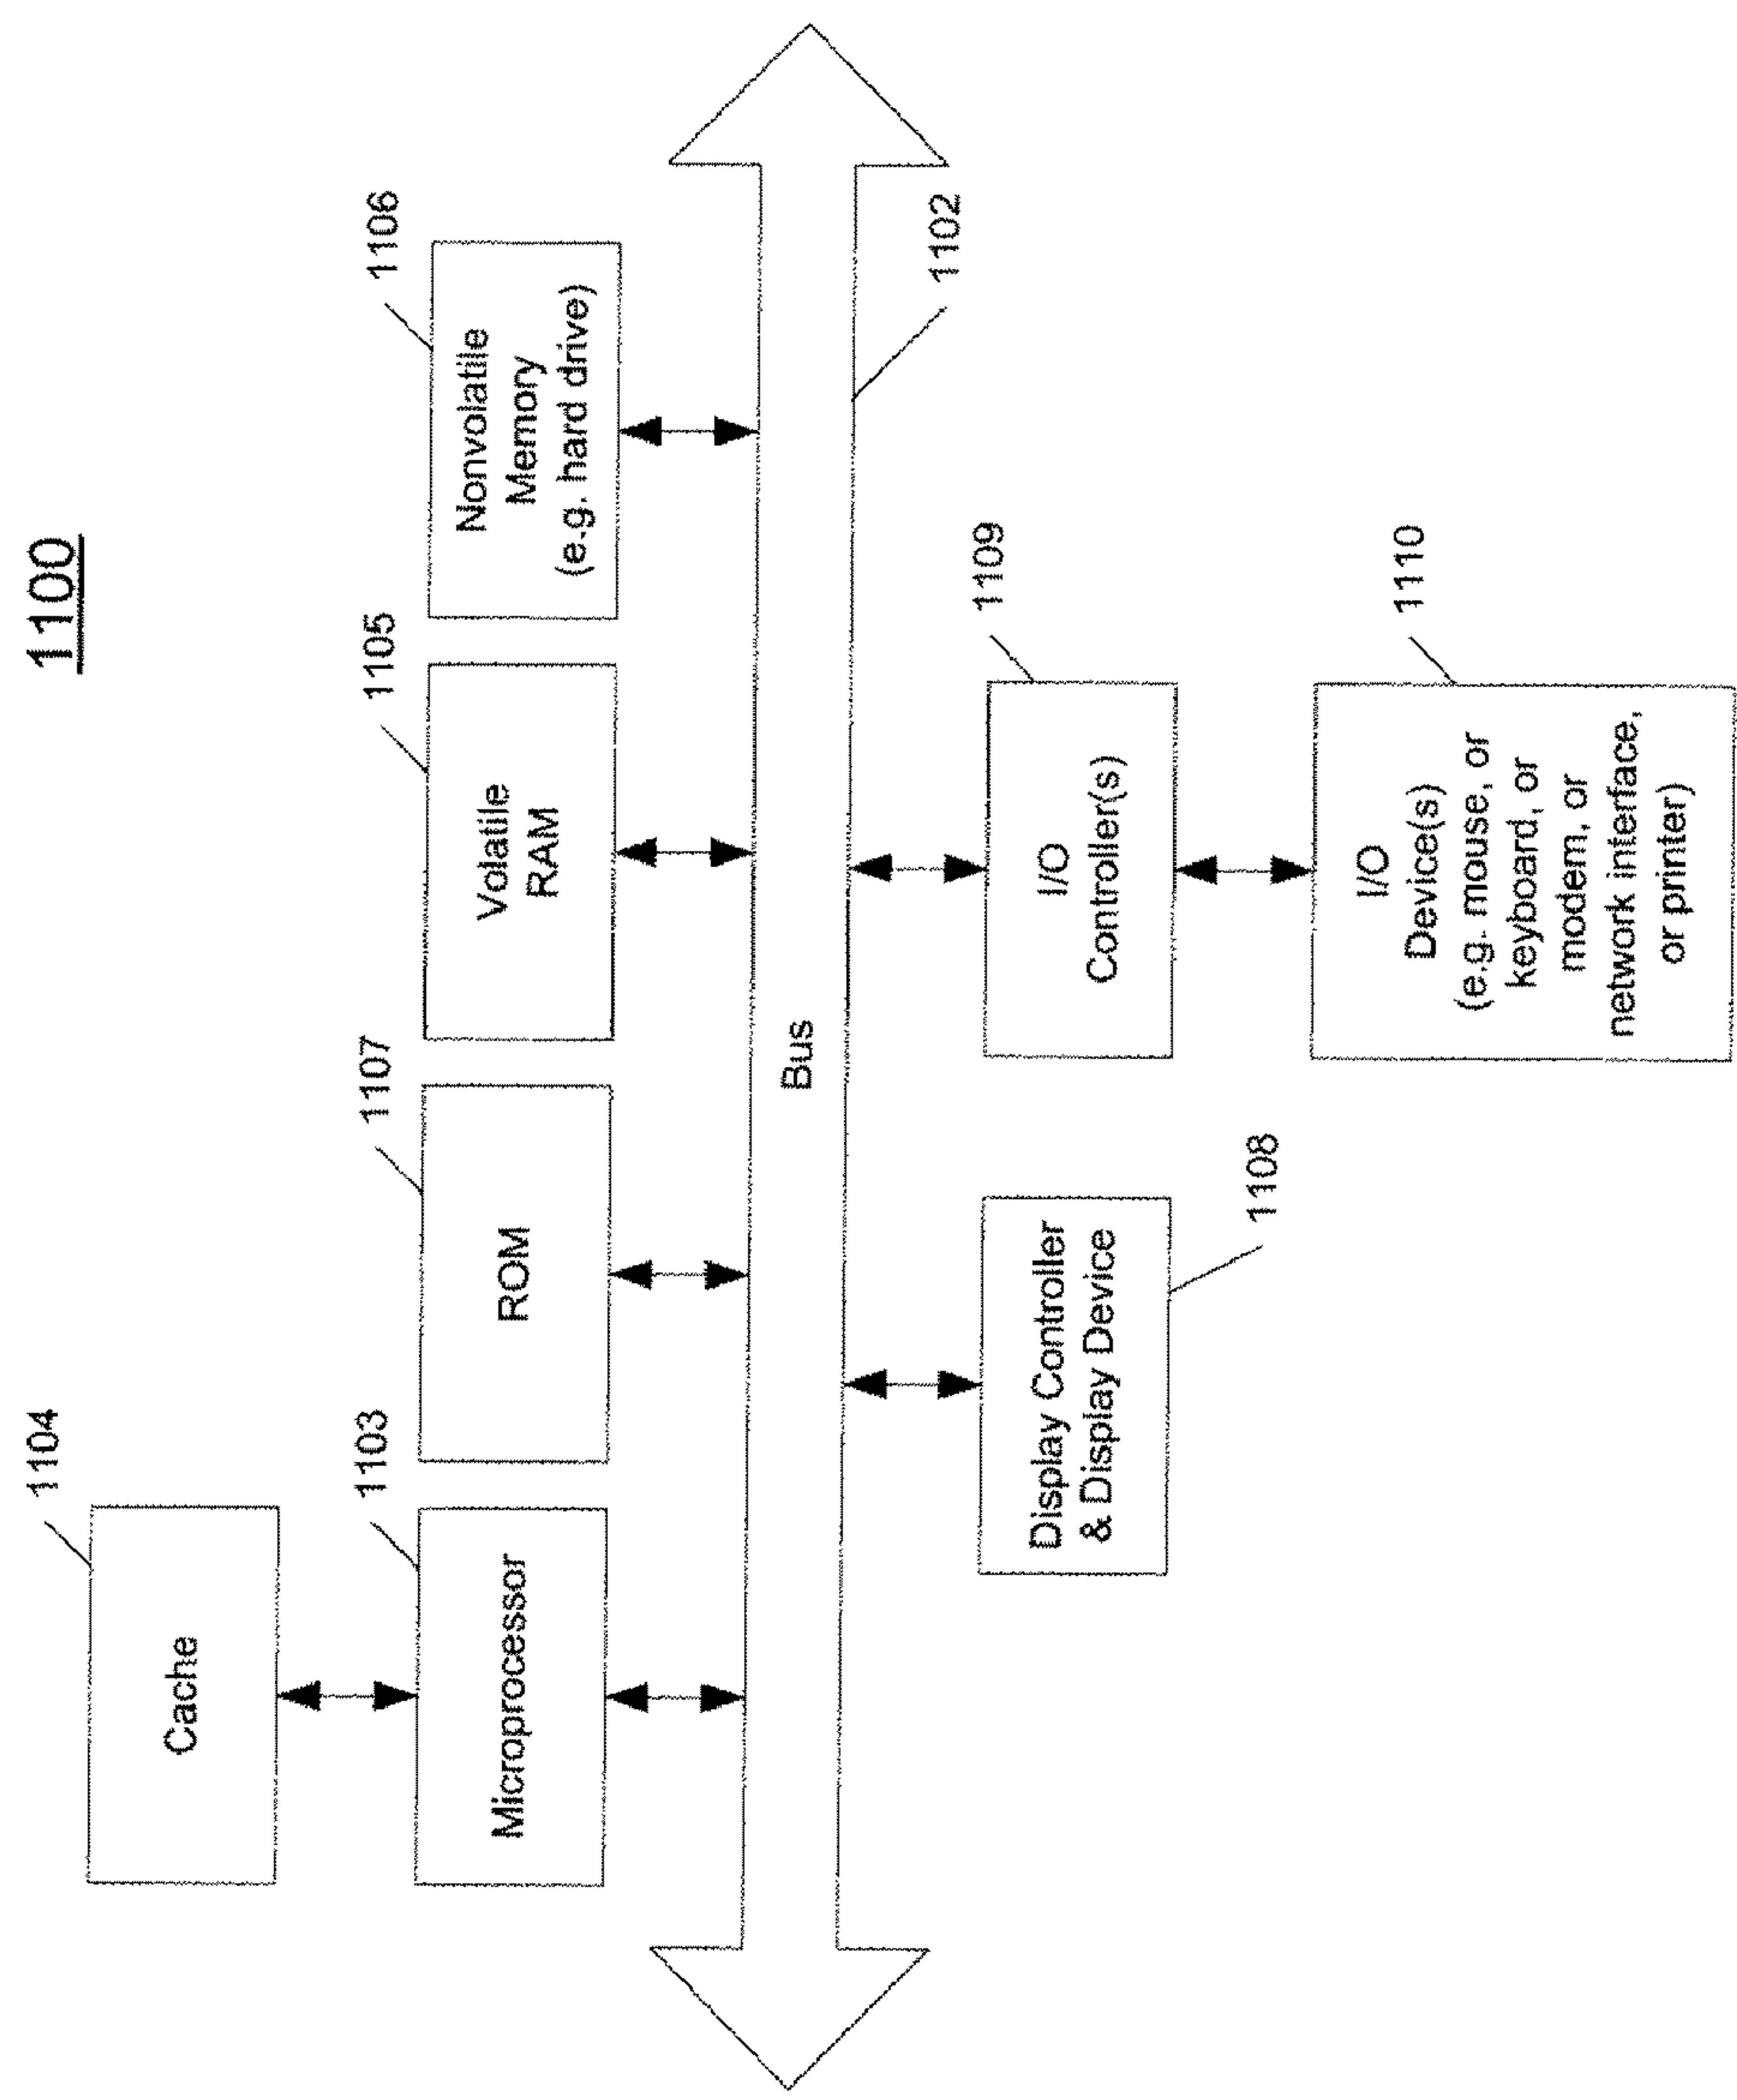 1100
1104
Cache
1103
Microprocessor
1107
ROM
1105
Volatile
RAM
1106
Nonvolatile
Memory
(e.g. hard drive)
Bus
1102
Display Controller
& Display Device
1108
1109
I/O
Controller(s)
1110
I/O
Device(s)
(e.g. mouse, or
keyboard, or
modem, or
network interface,
or printer)